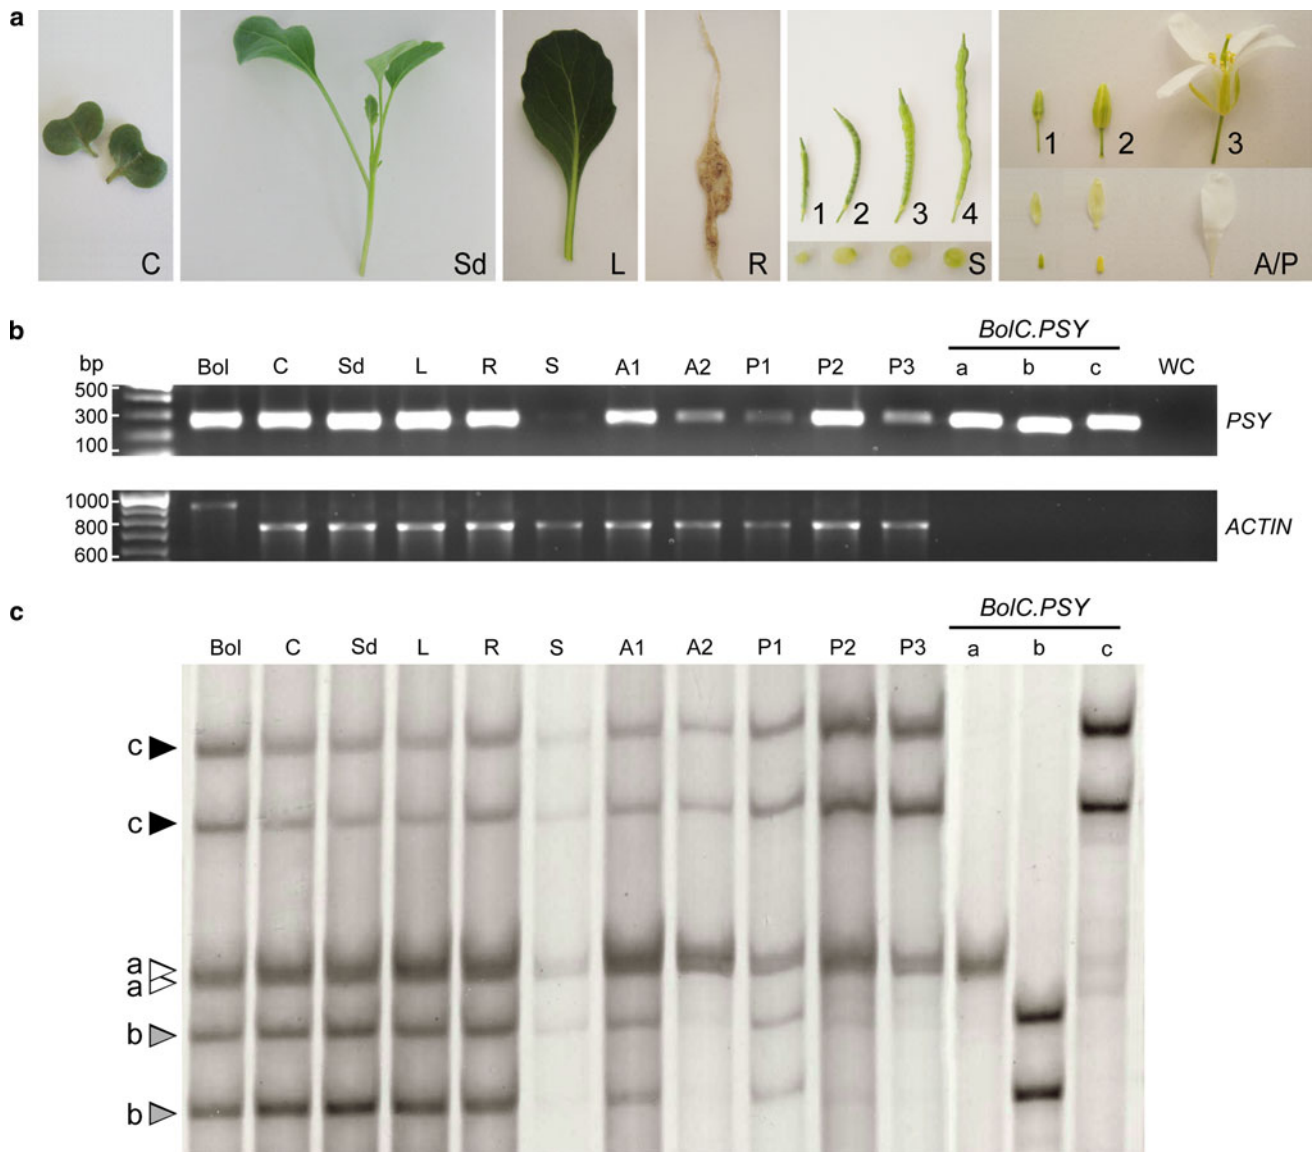 a
1 2 3 4
1 2 3
C Sd L R S A/P
b
BolC.PSY
bp Bol C Sd L R S A1 A2 P1 P2 P3 a b c WC
500
300
100
PSY
1000
800
600
ACTIN
c
BolC.PSY
Bol C Sd L R S A1 A2 P1 P2 P3 a b c
c
c
a
a
b
b